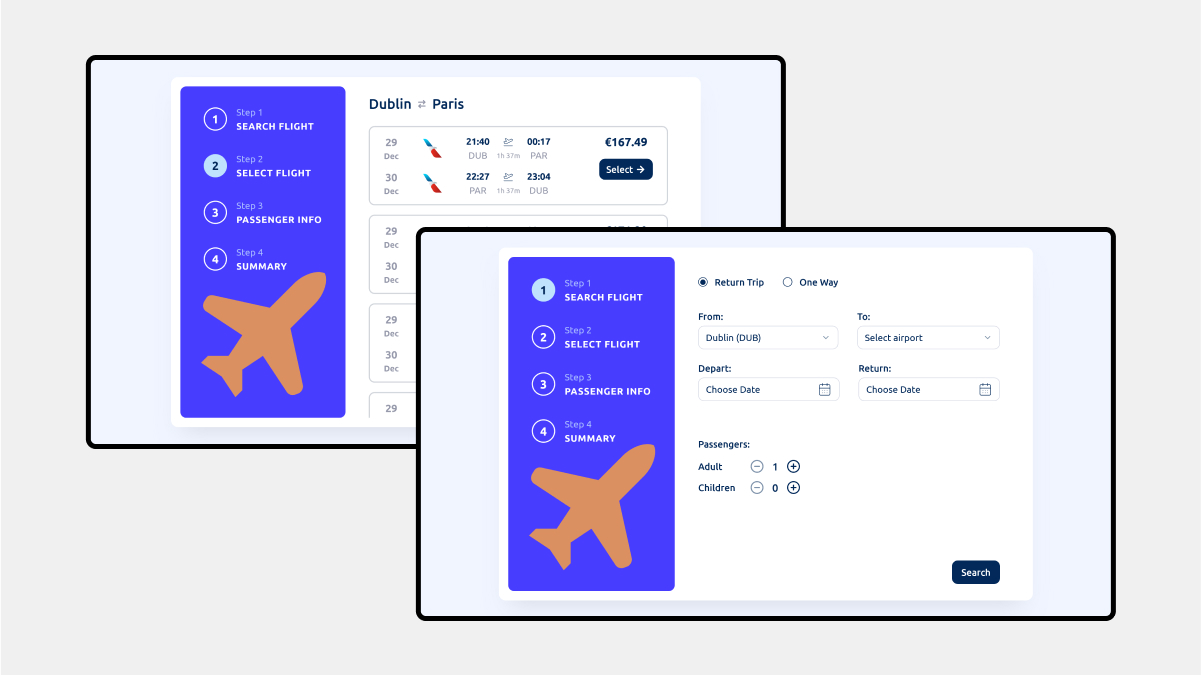 1
Step 1
SEARCH FLIGHT
2
Step 2
SELECT FLIGHT
3
Step 3
PASSENGER INFO
4
Step 4
SUMMARY
Dublin ⇄ Paris
29 Dec
21:40 00:17
DUB 1h 37m PAR
€167.49
Select →
30 Dec
22:27 23:04
PAR 1h 37m DUB
29
Dec
30
Dec
29
Dec
30
Dec
29
1
Step 1
SEARCH FLIGHT
2
Step 2
SELECT FLIGHT
3
Step 3
PASSENGER INFO
4
Step 4
SUMMARY
Return Trip One Way
From: To:
Dublin (DUB) Select airport
Depart: Return:
Choose Date Choose Date
Passengers:
Adult 1
Children 0
Search